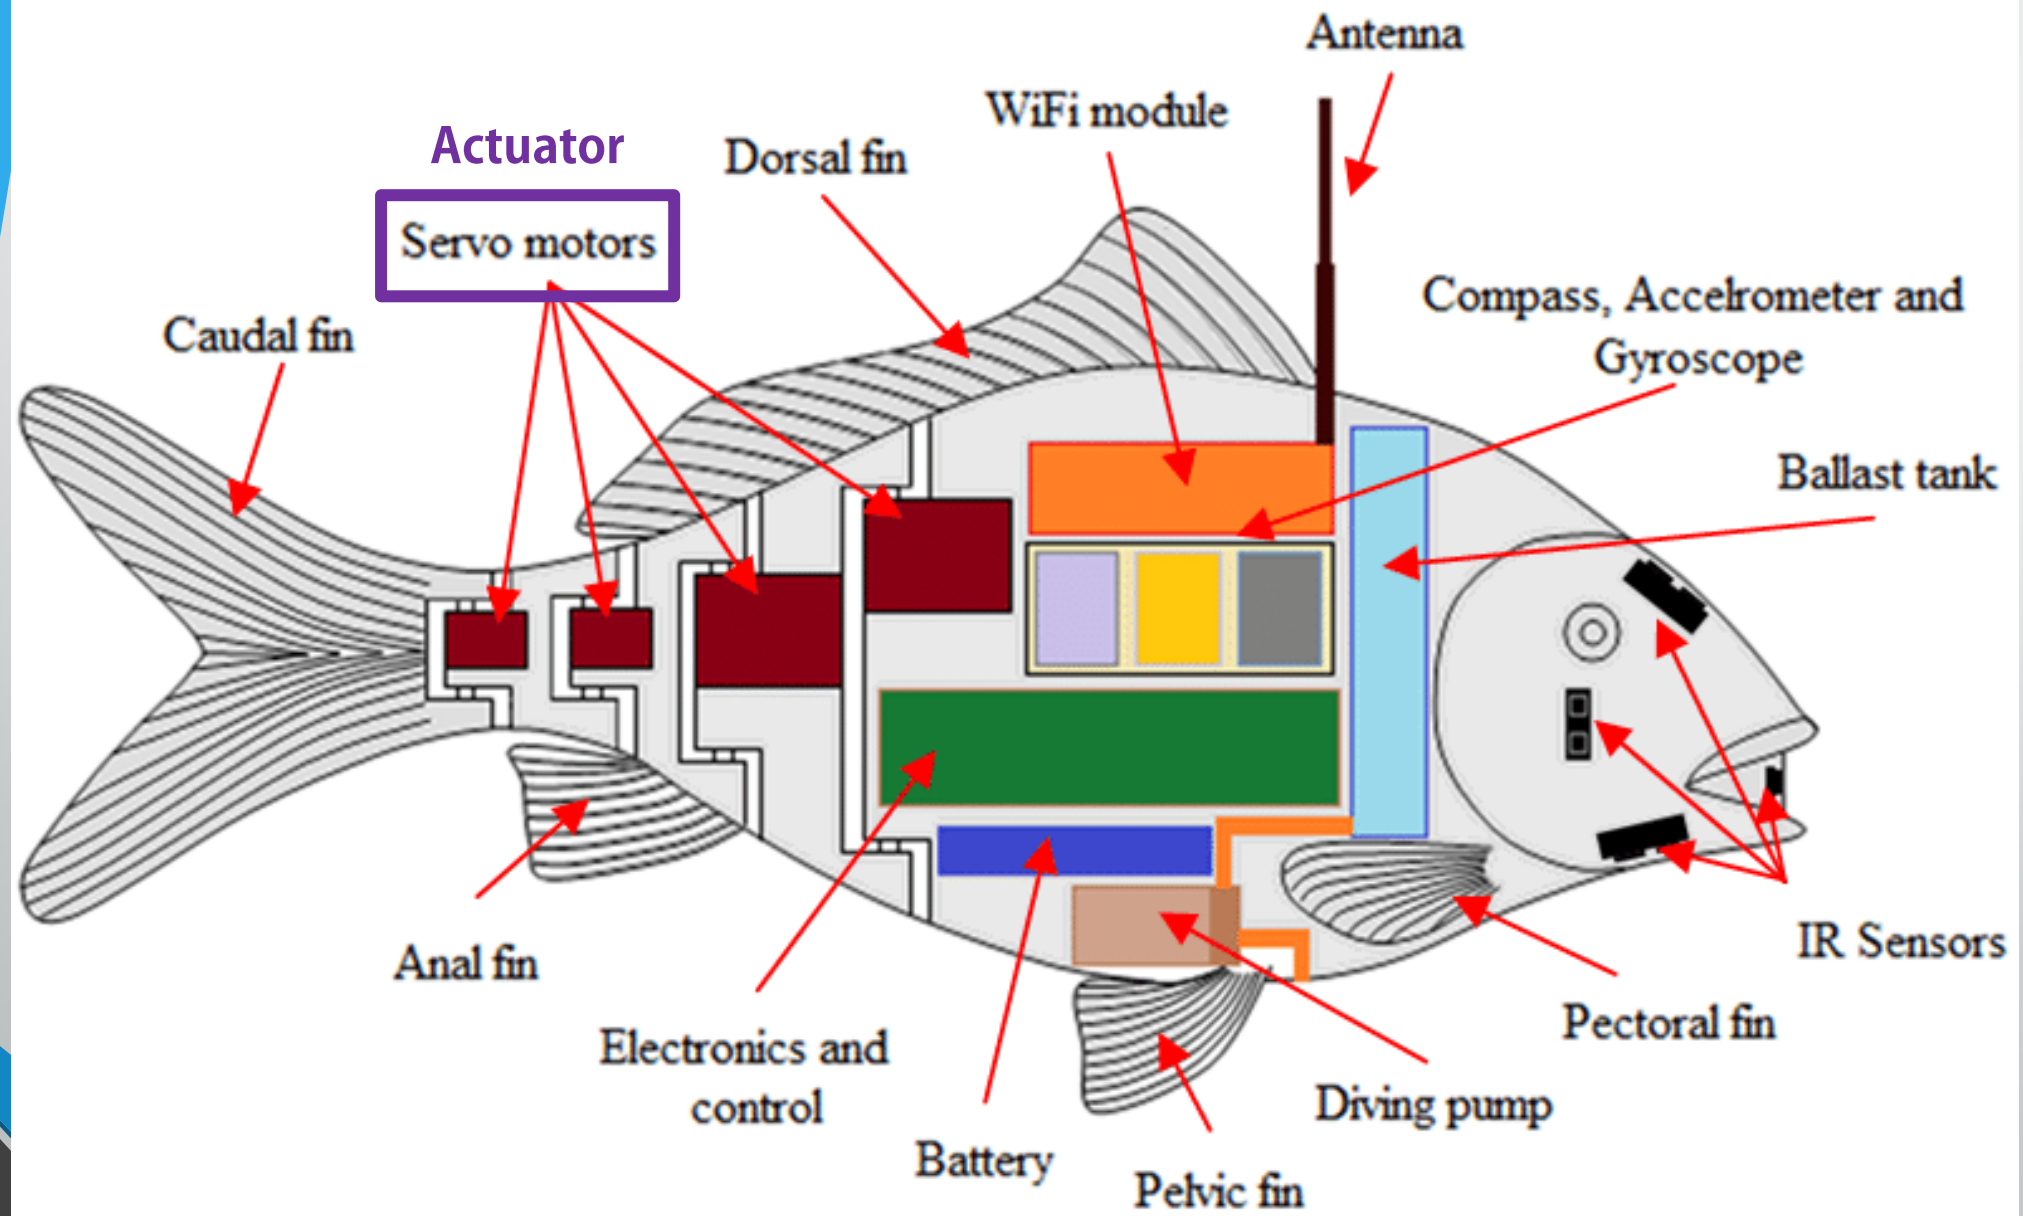 Antenna
WiFi module
Actuator
Dorsal fin
Servo motors
Compass, Accelrometer and
Gyroscope
Caudal fin
Ballast tank
IR Sensors
Anal fin
Pectoral fin
Electronics and
control
Diving pump
Battery
Pelvic fin